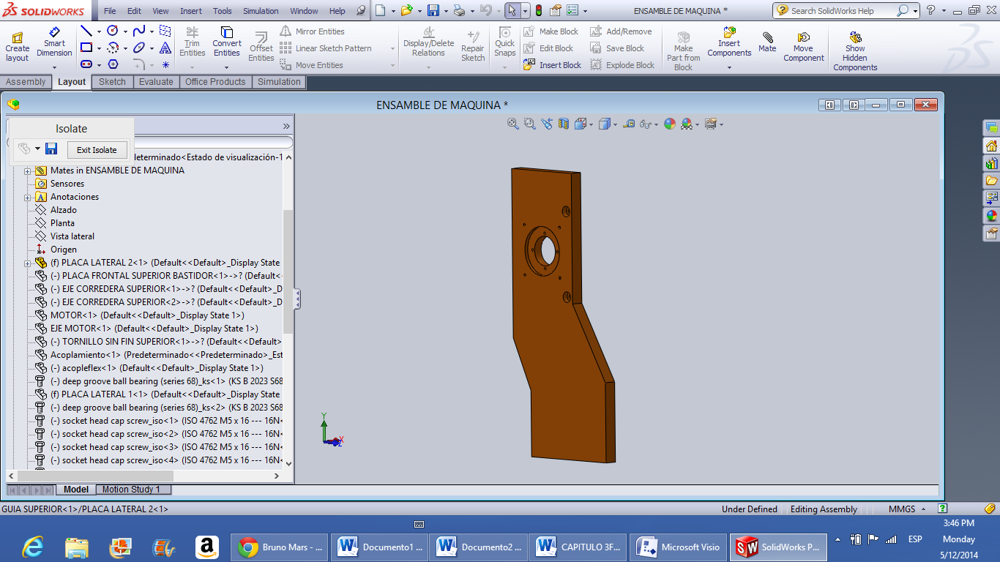 SOLIDWORKS File Edit View Insert Tools Simulation Window Help ENSAMBLE DE MAQUINA * Search SolidWorks Help
Create layout
Smart Dimension
Trim Entities
Convert Entities
Offset Entities
Mirror Entities
Linear Sketch Pattern
Move Entities
Display/Delete Relations
Repair Sketch
Quick Snaps
Make Block
Edit Block
Insert Block
Add/Remove
Save Block
Explode Block
Make Part from Block
Insert Components
Mate
Move Component
Show Hidden Components
Assembly Layout Sketch Evaluate Office Products Simulation
ENSAMBLE DE MAQUINA *
Isolate
Exit Isolate
leterminado<Estado de visualización-1
Mates in ENSAMBLE DE MAQUINA
Sensores
Anotaciones
Alzado
Planta
Vista lateral
Origen
(f) PLACA LATERAL 2<1> (Default<<Default>_Display State
(-) PLACA FRONTAL SUPERIOR BASTIDOR<1>->? (Default<
(-) EJE CORREDERA SUPERIOR<1>->? (Default<<Default>_D
(-) EJE CORREDERA SUPERIOR<2>->? (Default<<Default>_D
MOTOR<1> (Default<<Default>_Display State 1>)
EJE MOTOR<1> (Default<<Default>_Display State 1>)
(-) TORNILLO SIN FIN SUPERIOR<1>->? (Default<<Default>
Acoplamiento<1> (Predeterminado<<Predeterminado>_Est
(-) acopleflex<1> (Default<<Default>_Display State 1>)
(-) deep groove ball bearing (series 68)_ks<1> (KS B 2023 S68
(f) PLACA LATERAL 1<1> (Default<<Default>_Display State
(-) deep groove ball bearing (series 68)_ks<2> (KS B 2023 S68
(-) socket head cap screw_iso<1> (ISO 4762 M5 x 16 --- 16N<
(-) socket head cap screw_iso<2> (ISO 4762 M5 x 16 --- 16N<
(-) socket head cap screw_iso<3> (ISO 4762 M5 x 16 --- 16N<
(-) socket head cap screw_iso<4> (ISO 4762 M5 x 16 --- 16N<
Y
X
Z
Model Motion Study 1
GUIA SUPERIOR<1>/PLACA LATERAL 2<1> Under Defined Editing Assembly MMGS
Bruno Mars - ... Documento1 ... Documento2 ... CAPITULO 3F... Microsoft Visio SolidWorks P... ESP
3:46 PM
Monday
5/12/2014